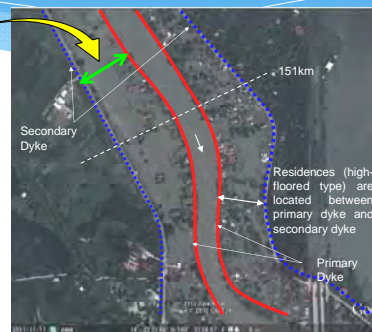 151km
Secondary
Dyke
Residences (high-
floored type) are
located between
primary dyke and
secondary dyke
Primary
Dyke